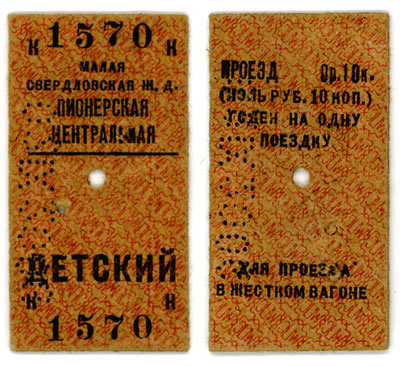 к 1570 к
МАЛАЯ
СВЕРДЛОВСКАЯ Ж. Д.
ПИОНЕРСКАЯ
ЦЕНТРАЛЬНАЯ
ДЕТСКИЙ
к к
1570
ПРОЕЗД 0р.10к.
(НОЛЬ РУБ. 10 КОП.)
ГОДЕН НА ОДНУ
ПОЕЗДКУ
ДЛЯ ПРОЕЗДА
В ЖЕСТКОМ ВАГОНЕ